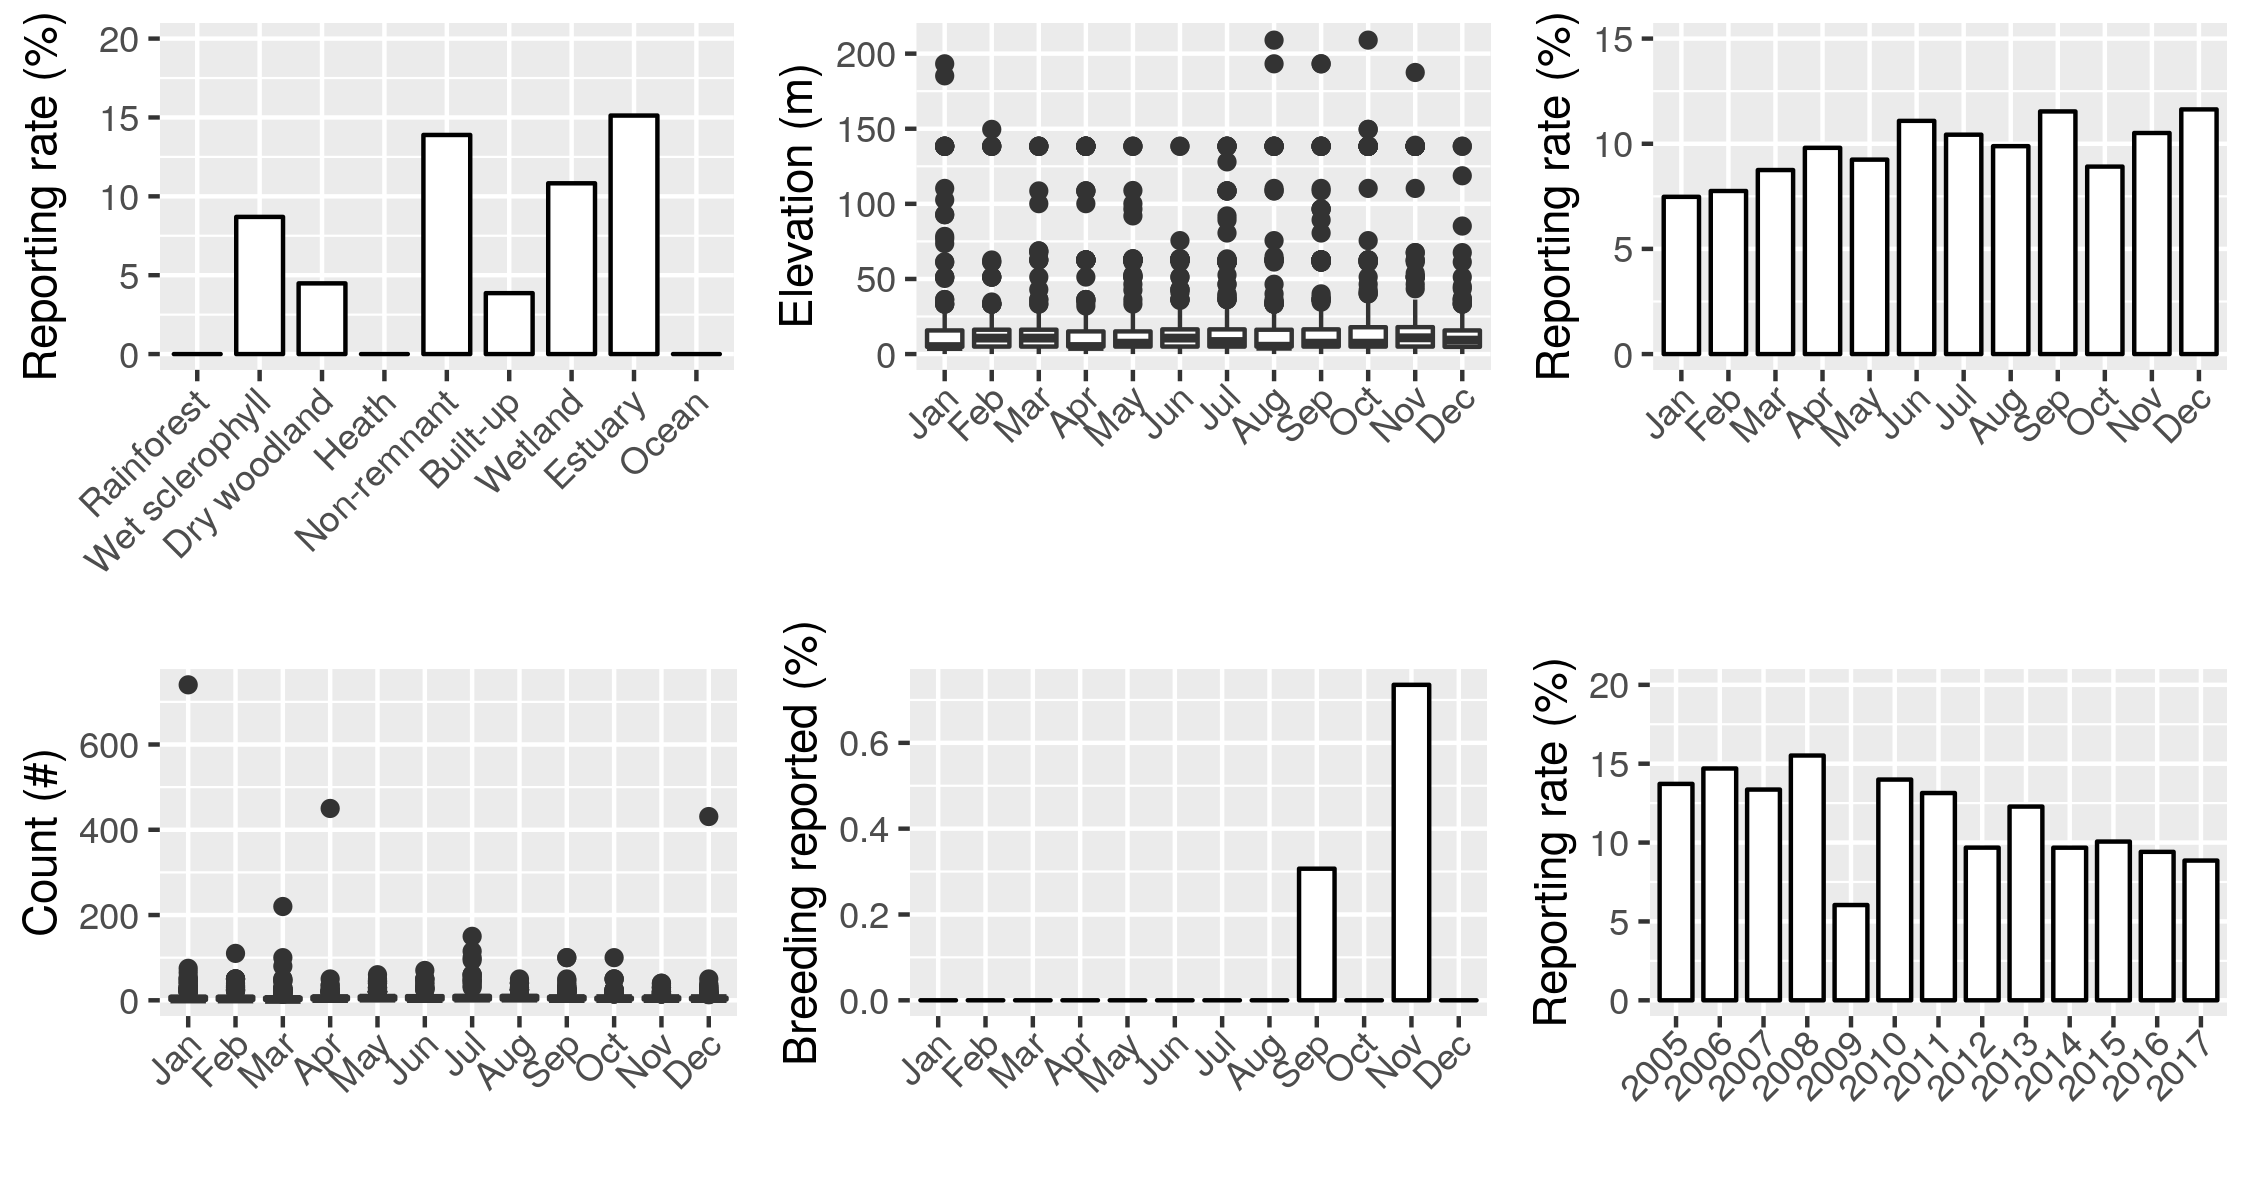 Reporting rate (%)
20
15
10
5
0
Rainforest
Wet sclerophyll
Dry woodland
Heath
Non-remnant
Built-up
Wetland
Estuary
Ocean
Elevation (m)
200
150
100
50
0
Jan
Feb
Mar
Apr
May
Jun
Jul
Aug
Sep
Oct
Nov
Dec
Reporting rate (%)
15
10
5
0
Jan
Feb
Mar
Apr
May
Jun
Jul
Aug
Sep
Oct
Nov
Dec
Count (#)
600
400
200
0
Jan
Feb
Mar
Apr
May
Jun
Jul
Aug
Sep
Oct
Nov
Dec
Breeding reported (%)
0.6
0.4
0.2
0.0
Jan
Feb
Mar
Apr
May
Jun
Jul
Aug
Sep
Oct
Nov
Dec
Reporting rate (%)
20
15
10
5
0
2005
2006
2007
2008
2009
2010
2011
2012
2013
2014
2015
2016
2017